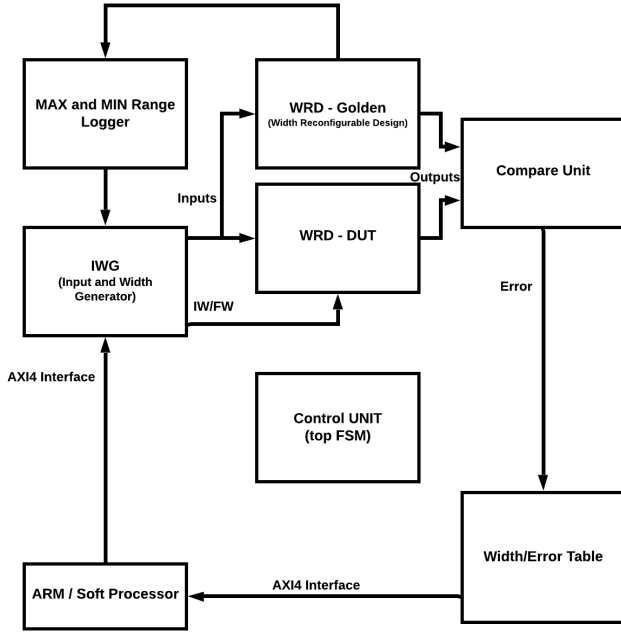 MAX and MIN Range
Logger
WRD - Golden
(Width Reconfigurable Design)
Compare Unit
Inputs
Outputs
WRD - DUT
IWG
(Input and Width
Generator)
IW/FW
Error
AXI4 Interface
Control UNIT
(top FSM)
Width/Error Table
ARM / Soft Processor
AXI4 Interface